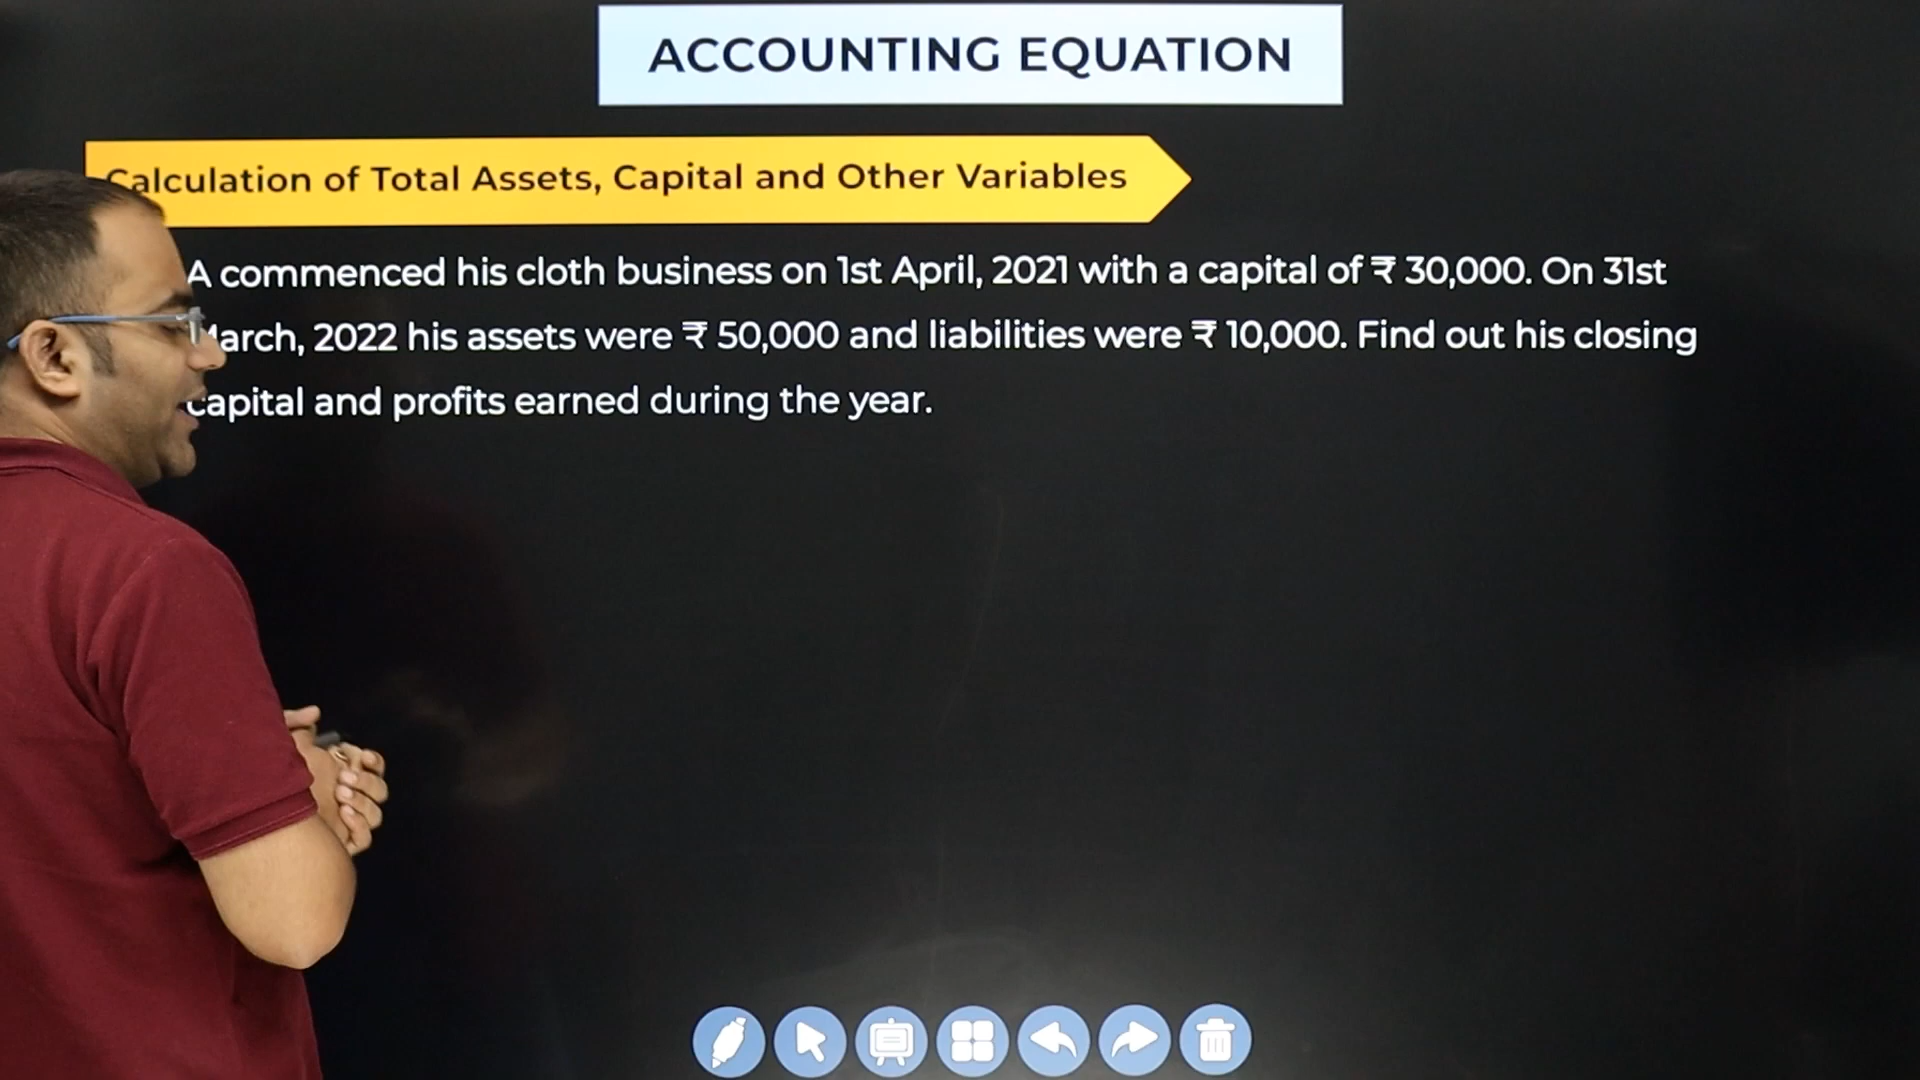 ACCOUNTING EQUATION
Calculation of Total Assets, Capital and Other Variables
A commenced his cloth business on 1st April, 2021 with a capital of ₹ 30,000. On 31st
March, 2022 his assets were ₹ 50,000 and liabilities were ₹ 10,000. Find out his closing
capital and profits earned during the year.